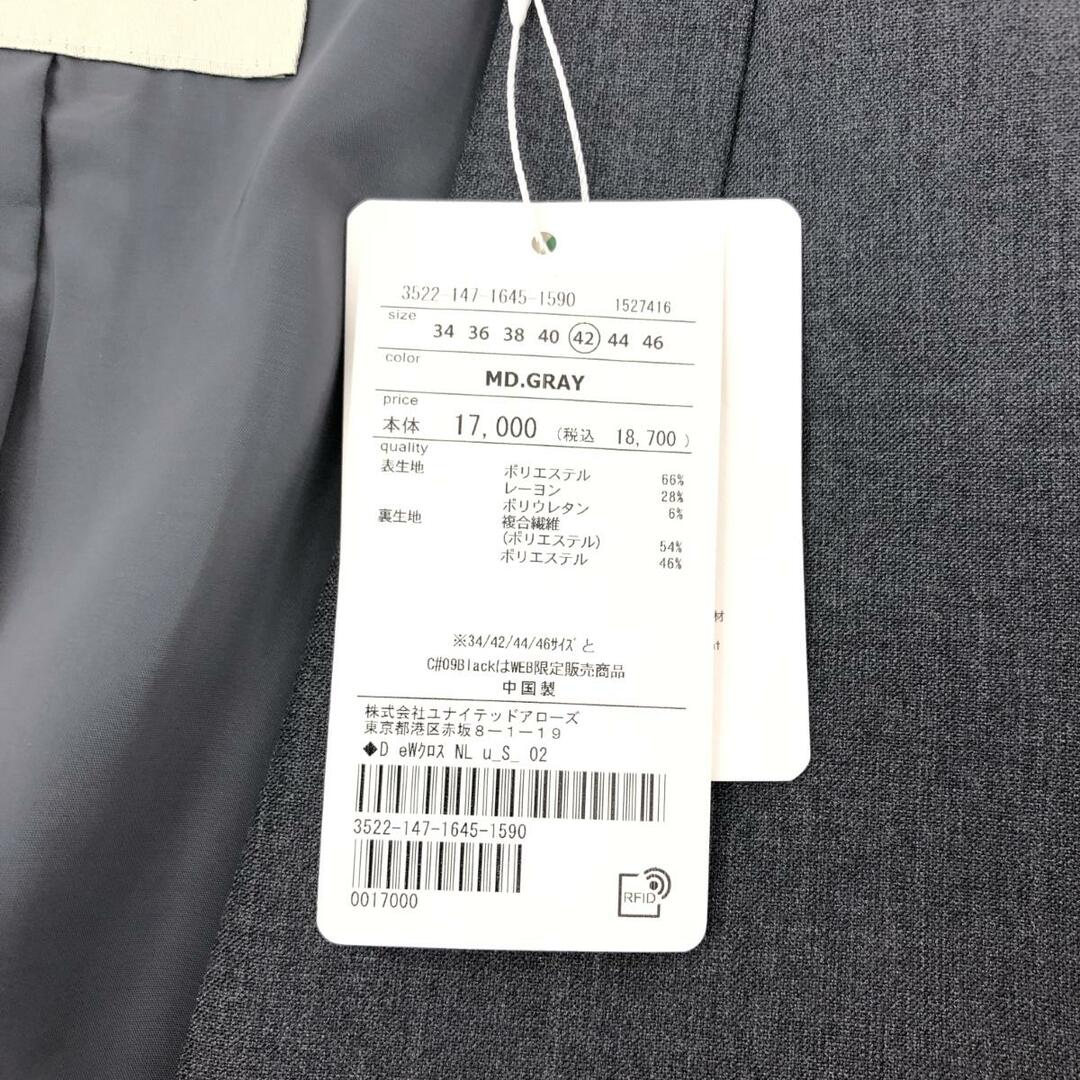 3522-147-1645-1590 1527416
size
34 36 38 40 42 44 46
color
MD.GRAY
price
本体 17,000 (税込 18,700 )
quality
表生地 ポリエステル 66%
レーヨン 28%
ポリウレタン 6%
裏生地 複合繊維
(ポリエステル) 54%
ポリエステル 46%
※34/42/44/46ｻｲｽﾞと
C#09BlackはWEB限定販売商品
中国製
株式会社ユナイテッドアローズ
東京都港区赤坂８－１－１９
◆D eWｸﾛｽ NL u_S_ 02
3522-147-1645-1590
0017000
RFID
材